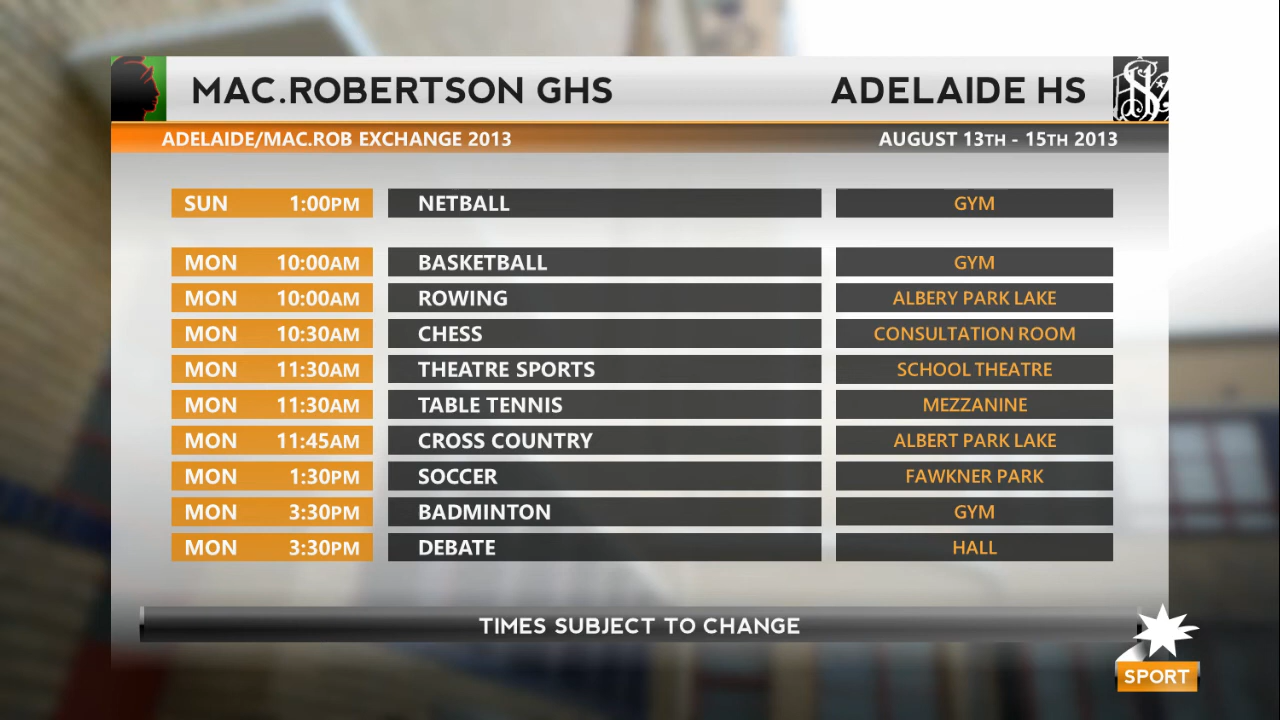 MAC.ROBERTSON GHS ADELAIDE HS
ADELAIDE/MAC.ROB EXCHANGE 2013 AUGUST 13TH - 15TH 2013
SUN 1:00PM NETBALL GYM
MON 10:00AM BASKETBALL GYM
MON 10:00AM ROWING ALBERY PARK LAKE
MON 10:30AM CHESS CONSULTATION ROOM
MON 11:30AM THEATRE SPORTS SCHOOL THEATRE
MON 11:30AM TABLE TENNIS MEZZANINE
MON 11:45AM CROSS COUNTRY ALBERT PARK LAKE
MON 1:30PM SOCCER FAWKNER PARK
MON 3:30PM BADMINTON GYM
MON 3:30PM DEBATE HALL
TIMES SUBJECT TO CHANGE
SPORT